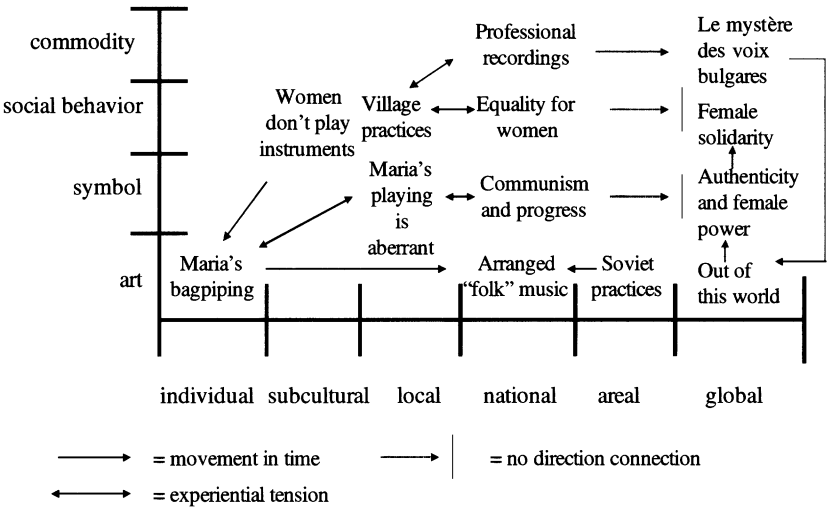 commodity
Professional
recordings
Le mystère
des voix
bulgares
social behavior
Women
don't play
instruments
Village
practices
Equality for
women
Female
solidarity
symbol
Maria's
playing
is
aberrant
Communism
and progress
Authenticity
and female
power
art
Maria's
bagpiping
Arranged
"folk" music
Soviet
practices
Out of
this world
individual
subcultural
local
national
areal
global
= movement in time
= no direction connection
= experiential tension